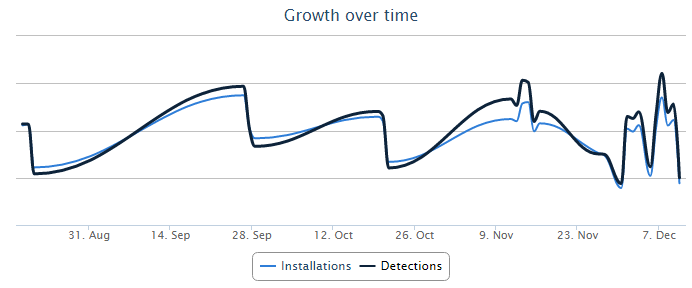 Growth over time
31. Aug 14. Sep 28. Sep 12. Oct 26. Oct 9. Nov 23. Nov 7. Dec
Installations Detections